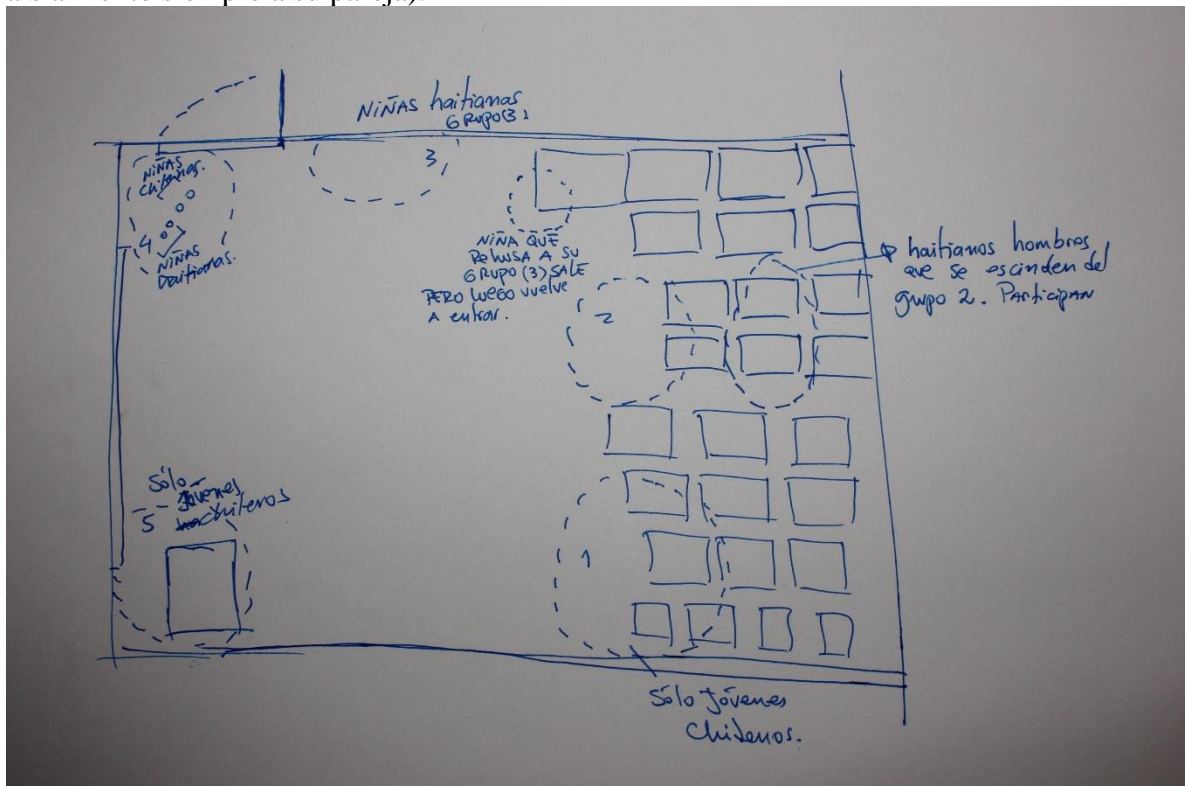 NIÑAS haitianas
GRUPO(3)
3
NIÑAS
chilenas.
4
NIÑAS
haitianas.
NIÑA QUE
REHUSA A SU
GRUPO (3) SALE
PERO LUEGO VUELVE
A entrar.
haitianos hombres
que se escinden del
grupo 2. Participan
2
Sólo
Jóvenes
5 chilenos
1
Sólo Jóvenes
Chilenos.